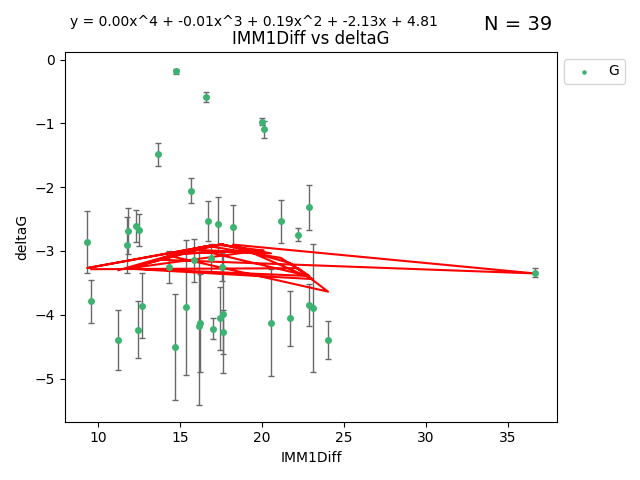 y = 0.00x^4 + -0.01x^3 + 0.19x^2 + -2.13x + 4.81
N = 39
IMM1Diff vs deltaG
G
0
−1
−2
−3
−4
−5
deltaG
10 15 20 25 30 35
IMM1Diff